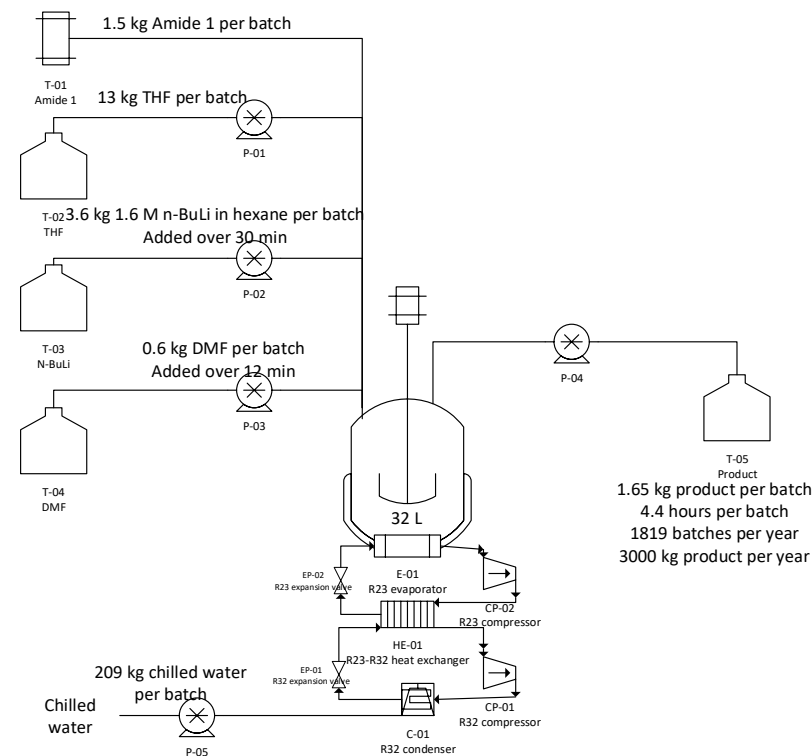 1.5 kg Amide 1 per batch
T-01
Amide 1
13 kg THF per batch
P-01
T-02
THF
3.6 kg 1.6 M n-BuLi in hexane per batch
Added over 30 min
P-02
T-03
N-BuLi
0.6 kg DMF per batch
Added over 12 min
P-03
T-04
DMF
P-04
T-05
Product
1.65 kg product per batch
4.4 hours per batch
1819 batches per year
3000 kg product per year
32 L
E-01
R23 evaporator
EP-02
R23 expansion valve
CP-02
R23 compressor
HE-01
R23-R32 heat exchanger
EP-01
R32 expansion valve
CP-01
R32 compressor
C-01
R32 condenser
209 kg chilled water
per batch
Chilled
water
P-05